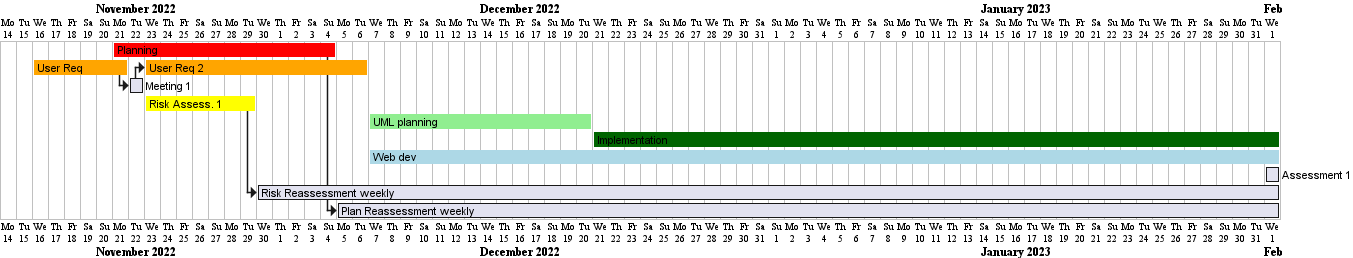 November 2022 December 2022 January 2023 Feb
Mo Tu We Th Fr Sa Su Mo Tu We Th Fr Sa Su Mo Tu We Th Fr Sa Su Mo Tu We Th Fr Sa Su Mo Tu We Th Fr Sa Su Mo Tu We Th Fr Sa Su Mo Tu We Th Fr Sa Su Mo Tu We Th Fr Sa Su Mo Tu We Th Fr Sa Su Mo Tu We Th Fr Sa Su Mo Tu We Th Fr Sa Su Mo Tu We
14 15 16 17 18 19 20 21 22 23 24 25 26 27 28 29 30 1 2 3 4 5 6 7 8 9 10 11 12 13 14 15 16 17 18 19 20 21 22 23 24 25 26 27 28 29 30 31 1 2 3 4 5 6 7 8 9 10 11 12 13 14 15 16 17 18 19 20 21 22 23 24 25 26 27 28 29 30 31 1
Planning
User Req User Req 2
Meeting 1
Risk Assess. 1
UML planning
Implementation
Web dev
Assessment 1
Risk Reassessment weekly
Plan Reassessment weekly
Mo Tu We Th Fr Sa Su Mo Tu We Th Fr Sa Su Mo Tu We Th Fr Sa Su Mo Tu We Th Fr Sa Su Mo Tu We Th Fr Sa Su Mo Tu We Th Fr Sa Su Mo Tu We Th Fr Sa Su Mo Tu We Th Fr Sa Su Mo Tu We Th Fr Sa Su Mo Tu We Th Fr Sa Su Mo Tu We Th Fr Sa Su Mo Tu We
14 15 16 17 18 19 20 21 22 23 24 25 26 27 28 29 30 1 2 3 4 5 6 7 8 9 10 11 12 13 14 15 16 17 18 19 20 21 22 23 24 25 26 27 28 29 30 31 1 2 3 4 5 6 7 8 9 10 11 12 13 14 15 16 17 18 19 20 21 22 23 24 25 26 27 28 29 30 31 1
November 2022 December 2022 January 2023 Feb